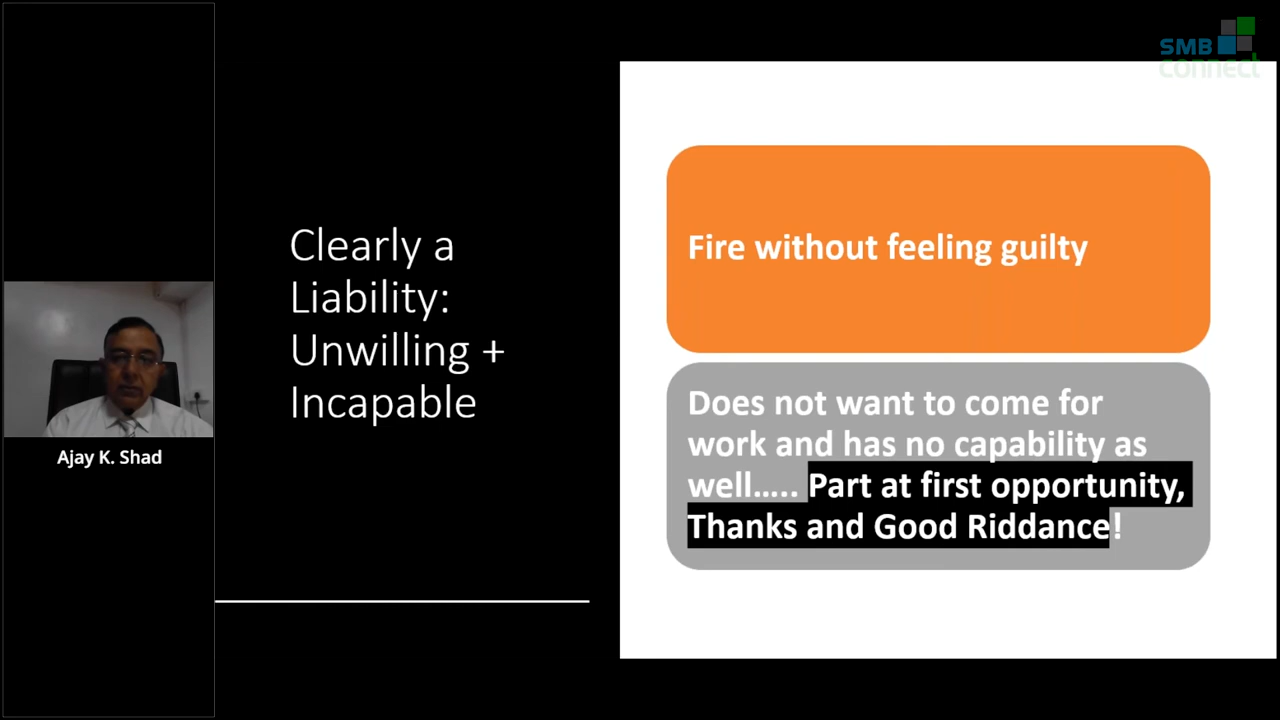 SMB
connect
Clearly a
Liability:
Unwilling +
Incapable
Fire without feeling guilty
Does not want to come for
work and has no capability as
well..... Part at first opportunity,
Thanks and Good Riddance!
Ajay K. Shad